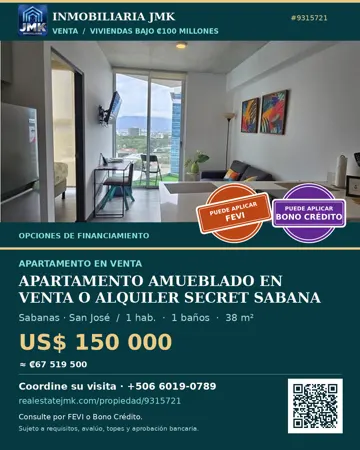 JMK
INMOBILIARIA JMK
#9315721
VENTA / VIVIENDAS BAJO ₡100 MILLONES
PUEDE APLICAR
FEVI
PUEDE APLICAR
BONO CRÉDITO
OPCIONES DE FINANCIAMIENTO
APARTAMENTO EN VENTA
APARTAMENTO AMUEBLADO EN
VENTA O ALQUILER SECRET SABANA
Sabanas · San José / 1 hab. · 1 baños · 38 m²
US$ 150 000
≈ ₡67 519 500
Coordine su visita · +506 6019-0789
realestatejmk.com/propiedad/9315721
Consulte por FEVI o Bono Crédito.
Sujeto a requisitos, avalúo, topes y aprobación bancaria.